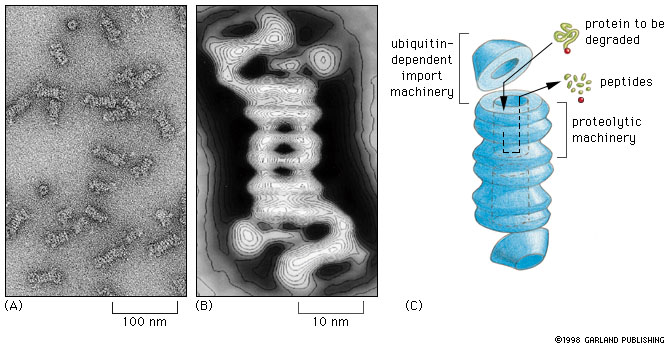 ubiquitin-
dependent
import
machinery
protein to be
degraded
peptides
proteolytic
machinery
(A)
100 nm
(B)
10 nm
(C)
©1998 GARLAND PUBLISHING